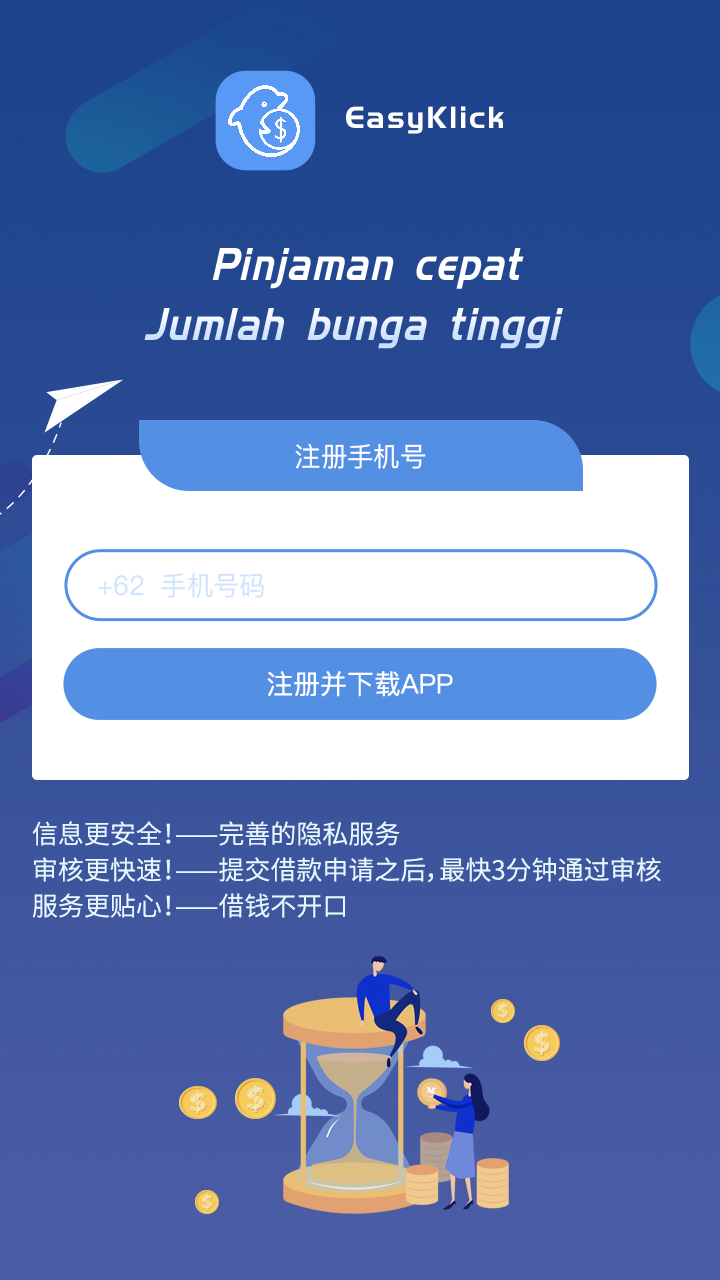 EasyKlick
Pinjaman cepat
Jumlah bunga tinggi
注册手机号
+62 手机号码
注册并下载APP
信息更安全!——完善的隐私服务
审核更快速!——提交借款申请之后,最快3分钟通过审核
服务更贴心!——借钱不开口